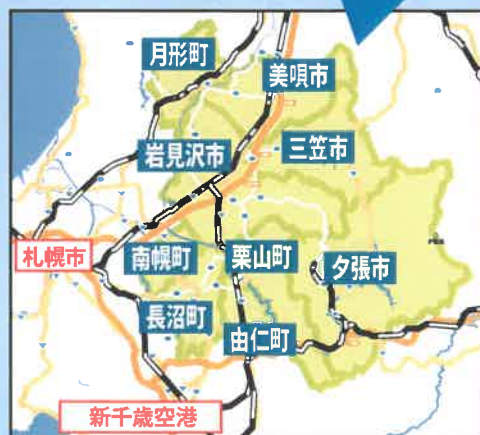 月形町
美唄市
岩見沢市
三笠市
札幌市
南幌町
栗山町
夕張市
長沼町
由仁町
新千歳空港